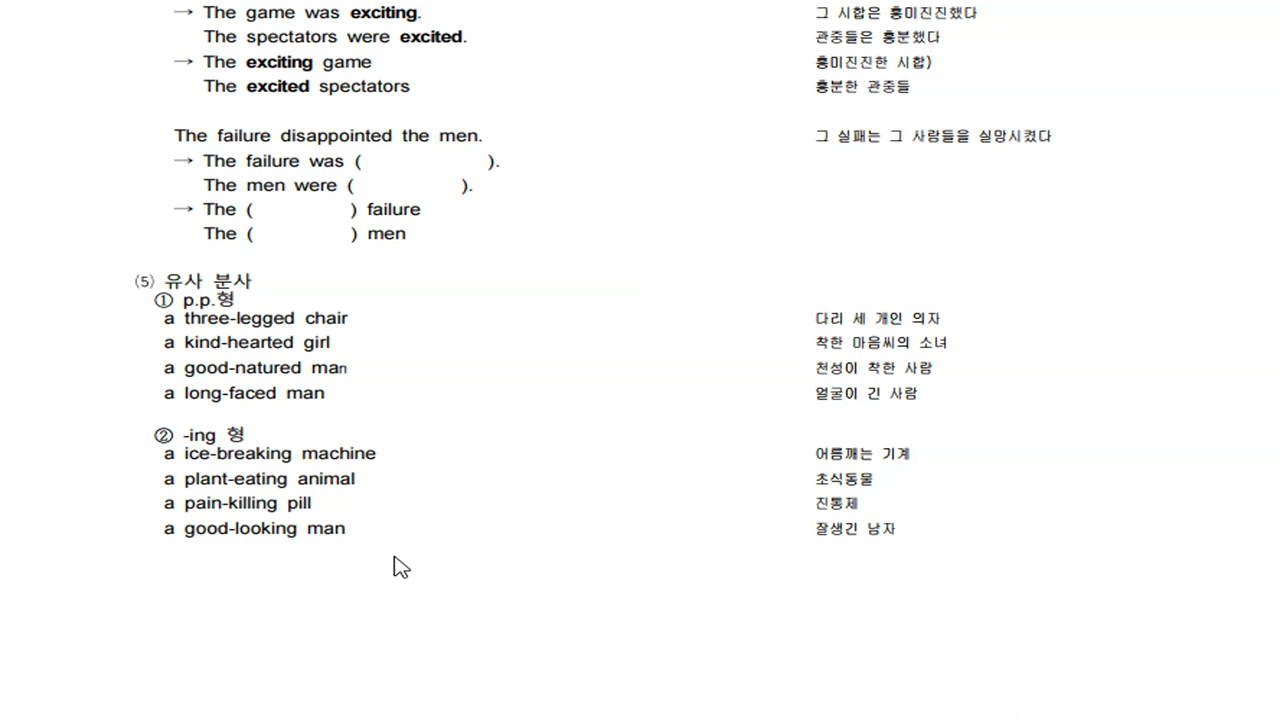 → The game was exciting. 그 시합은 흥미진진했다
The spectators were excited. 관중들은 흥분했다
→ The exciting game 흥미진진한 시합)
The excited spectators 흥분한 관중들
The failure disappointed the men. 그 실패는 그 사람들을 실망시켰다
→ The failure was ( ).
The men were ( ).
→ The ( ) failure
The ( ) men
(5) 유사 분사
① p.p.형
a three-legged chair 다리 세 개인 의자
a kind-hearted girl 착한 마음씨의 소녀
a good-natured man 천성이 착한 사람
a long-faced man 얼굴이 긴 사람
② -ing 형
a ice-breaking machine 어름깨는 기계
a plant-eating animal 초식동물
a pain-killing pill 진통제
a good-looking man 잘생긴 남자